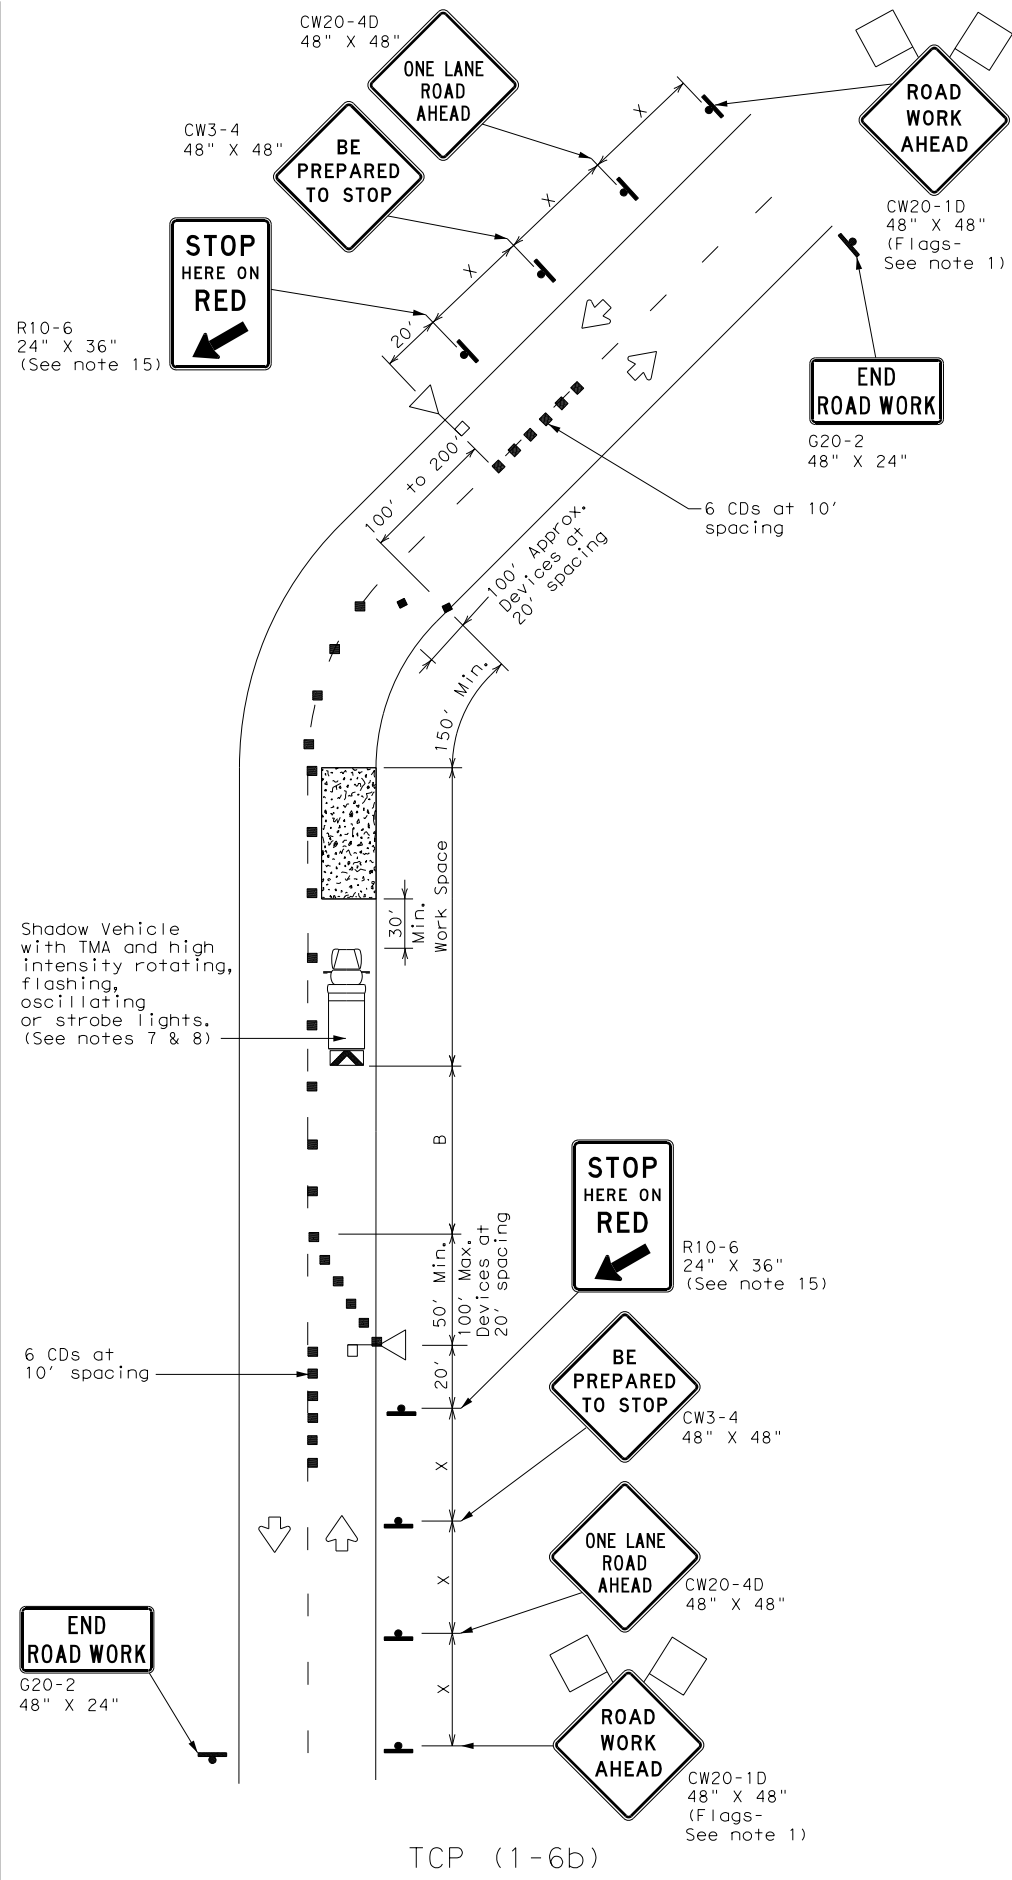 CW20-4D
48" X 48"
ONE LANE
ROAD
AHEAD
ROAD
WORK
AHEAD
CW20-1D
48" X 48"
(Flags-
See note 1)
CW3-4
48" X 48"
BE
PREPARED
TO STOP
X
X
X
20'
STOP
HERE ON
RED
R10-6
24" X 36"
(See note 15)
END
ROAD WORK
G20-2
48" X 24"
100' to 200'
6 CDs at 10'
spacing
100' Approx.
Devices at
20' spacing
150' Min.
Work Space
30'
Min.
Shadow Vehicle
with TMA and high
intensity rotating,
flashing,
oscillating
or strobe lights.
(See notes 7 & 8)
B
50' Min.
100' Max.
Devices at
20' spacing
STOP
HERE ON
RED
R10-6
24" X 36"
(See note 15)
6 CDs at
10' spacing
20'
BE
PREPARED
TO STOP
CW3-4
48" X 48"
X
X
X
ONE LANE
ROAD
AHEAD
CW20-4D
48" X 48"
END
ROAD WORK
G20-2
48" X 24"
ROAD
WORK
AHEAD
CW20-1D
48" X 48"
(Flags-
See note 1)
TCP (1-6b)